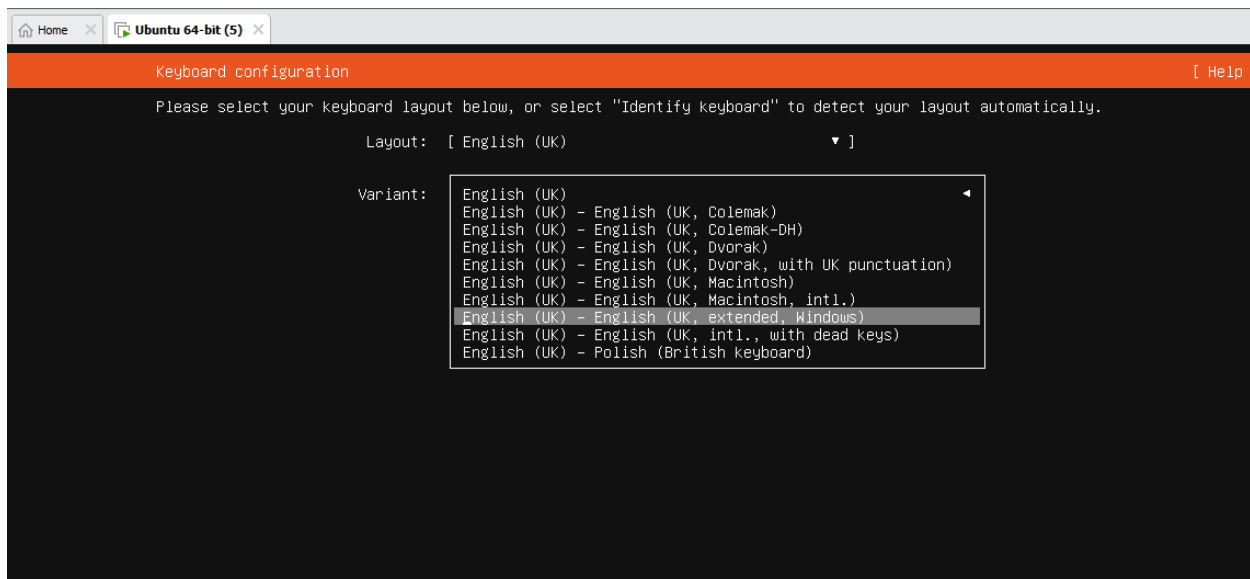 Home
Ubuntu 64-bit (5)
Keyboard configuration [ Help
Please select your keyboard layout below, or select "Identify keyboard" to detect your layout automatically.
Layout: [ English (UK) ▾ ]
Variant: English (UK) ◂
English (UK) – English (UK, Colemak)
English (UK) – English (UK, Colemak-DH)
English (UK) – English (UK, Dvorak)
English (UK) – English (UK, Dvorak, with UK punctuation)
English (UK) – English (UK, Macintosh)
English (UK) – English (UK, Macintosh, intl.)
English (UK) – English (UK, extended, Windows)
English (UK) – English (UK, intl., with dead keys)
English (UK) – Polish (British keyboard)